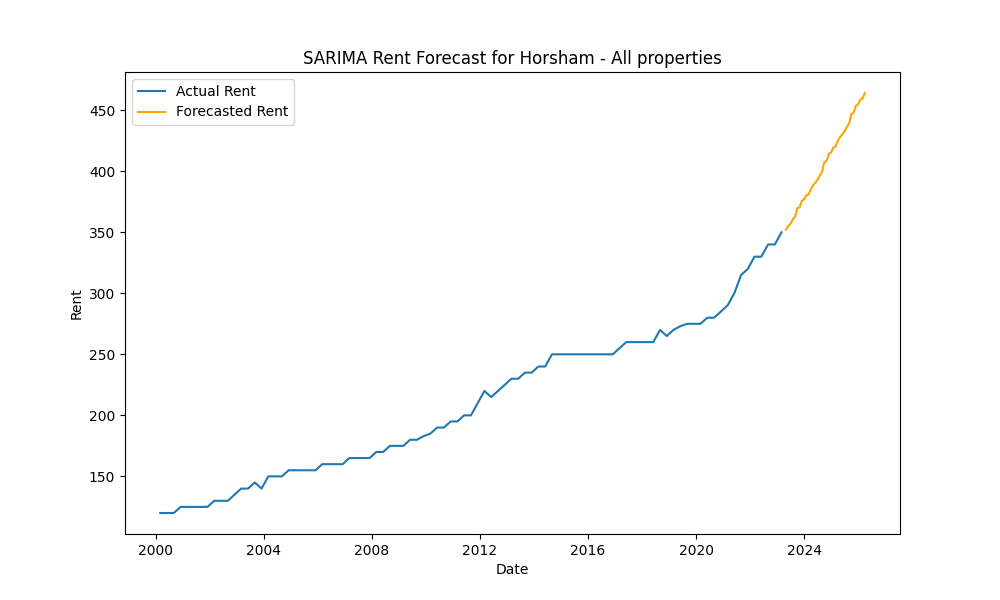 SARIMA Rent Forecast for Horsham - All properties
Actual Rent
Forecasted Rent
450
400
350
300
250
200
150
Rent
2000 2004 2008 2012 2016 2020 2024
Date